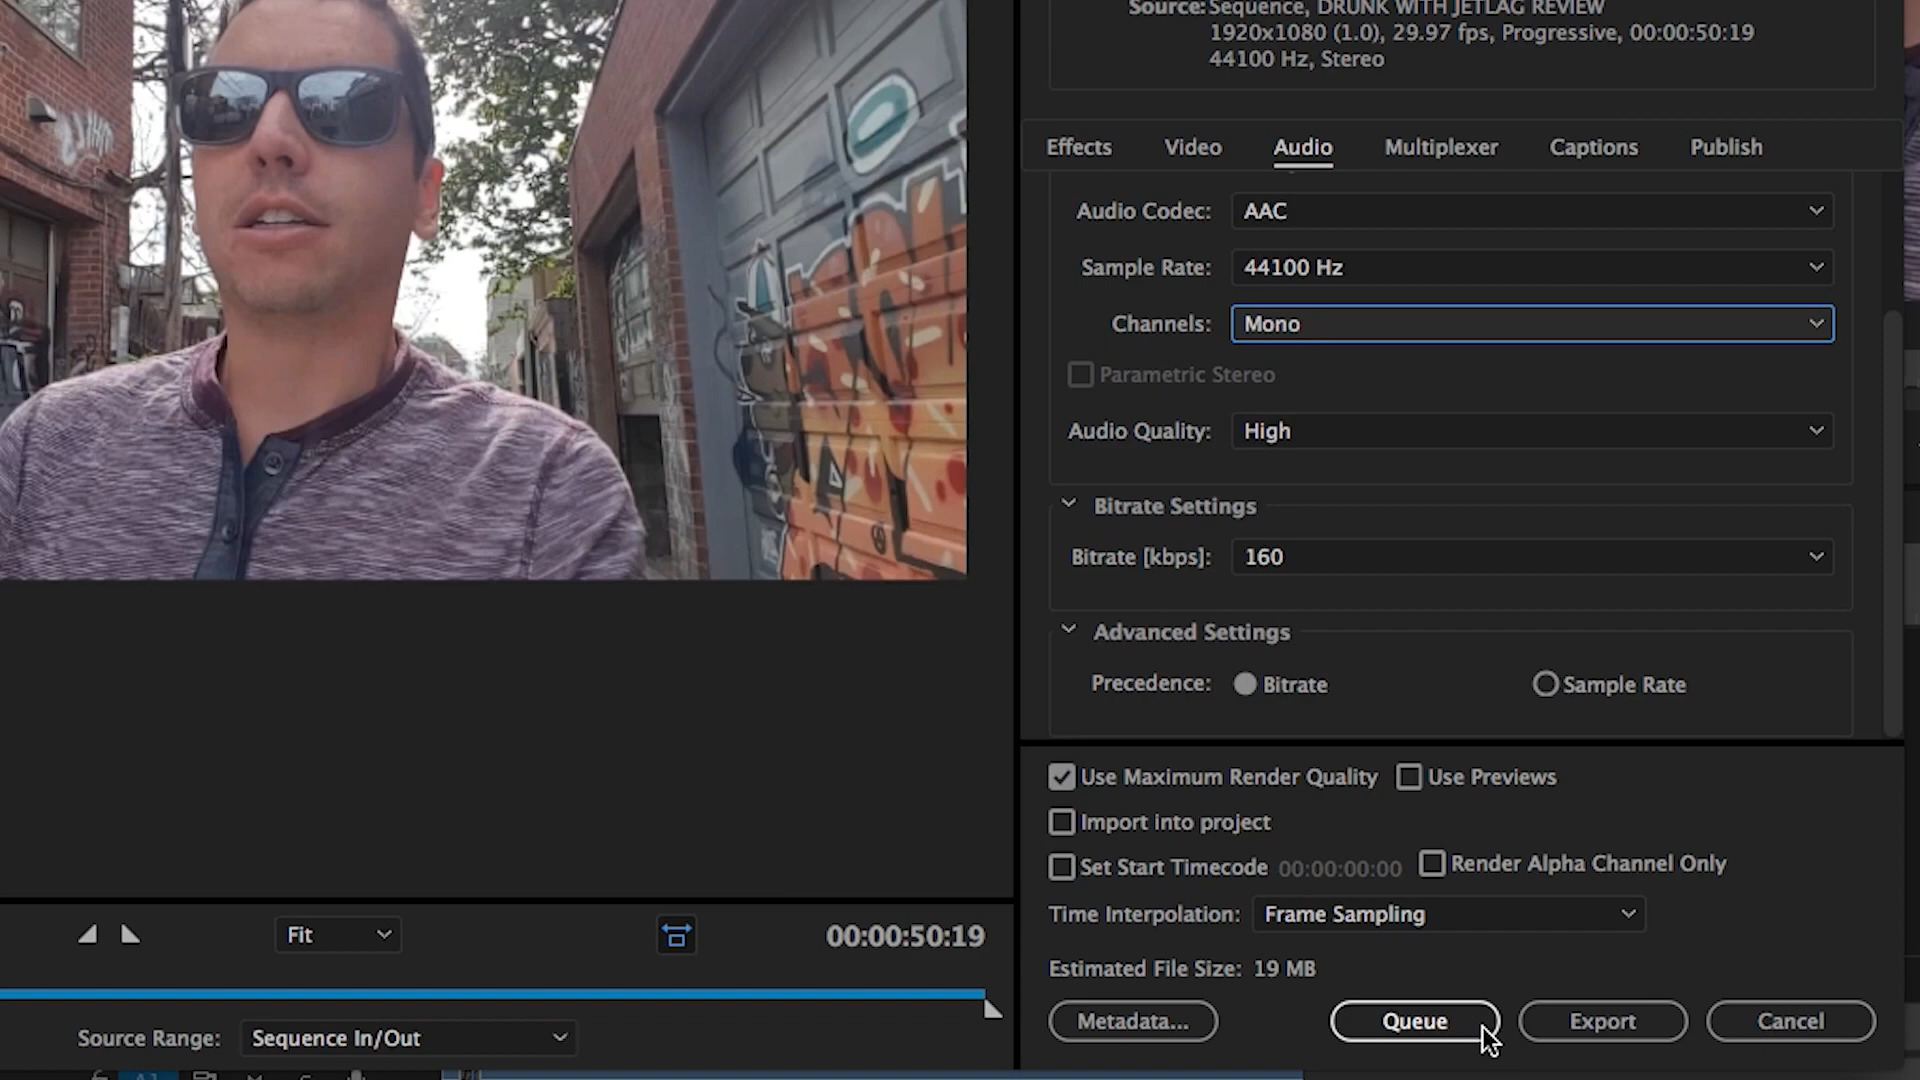 Source: Sequence, DRUNK WITH JETLAG REVIEW
1920x1080 (1.0), 29.97 fps, Progressive, 00:00:50:19
44100 Hz, Stereo
Effects Video Audio Multiplexer Captions Publish
Audio Codec: AAC
Sample Rate: 44100 Hz
Channels: Mono
Parametric Stereo
Audio Quality: High
Bitrate Settings
Bitrate [kbps]: 160
Advanced Settings
Precedence: Bitrate Sample Rate
Use Maximum Render Quality Use Previews
Import into project
Set Start Timecode 00:00:00:00 Render Alpha Channel Only
Time Interpolation: Frame Sampling
Estimated File Size: 19 MB
Metadata... Queue Export Cancel
Fit 00:00:50:19
Source Range: Sequence In/Out